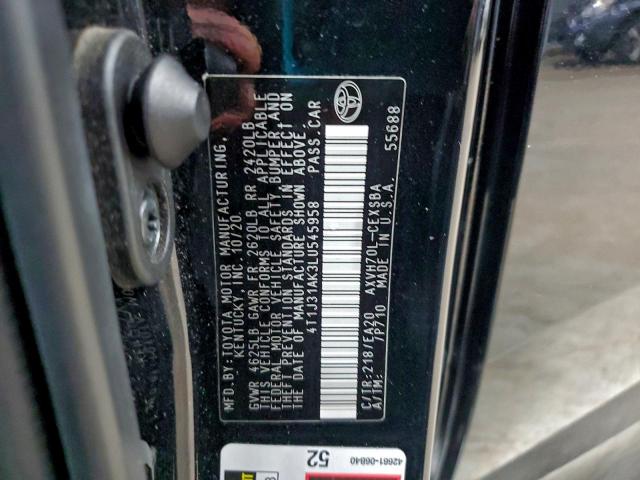 MFD.BY:TOYOTA MOTOR MANUFACTURING,
KENTUCKY INC. 10/20
GVWR 4625LB GAWR FR 2620LB RR 2420LB
THIS VEHICLE CONFORMS TO ALL APPLICABLE
FEDERAL MOTOR VEHICLE SAFETY, BUMPER AND
THEFT PREVENTION STANDARDS IN EFFECT ON
THE DATE OF MANUFACTURE SHOWN ABOVE.
4T1J31AK3LU545958 PASS.CAR
C/TR:218/EA20 AXVH70L-CEXSBA
A/TM: /P710 MADE IN U.S.A. 55688
52
42661-06B40